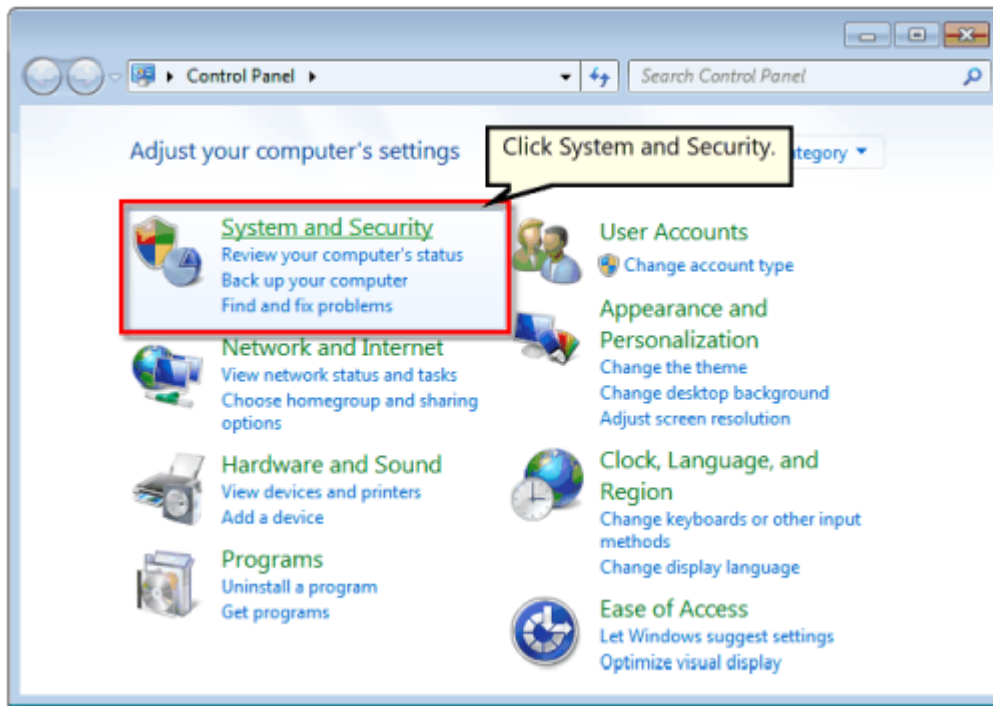 Control Panel
Search Control Panel
Adjust your computer's settings
Click System and Security.
System and Security
Review your computer's status
Back up your computer
Find and fix problems
Network and Internet
View network status and tasks
Choose homegroup and sharing
options
Hardware and Sound
View devices and printers
Add a device
Programs
Uninstall a program
Get programs
User Accounts
Change account type
Appearance and
Personalization
Change the theme
Change desktop background
Adjust screen resolution
Clock, Language, and
Region
Change keyboards or other input
methods
Change display language
Ease of Access
Let Windows suggest settings
Optimize visual display